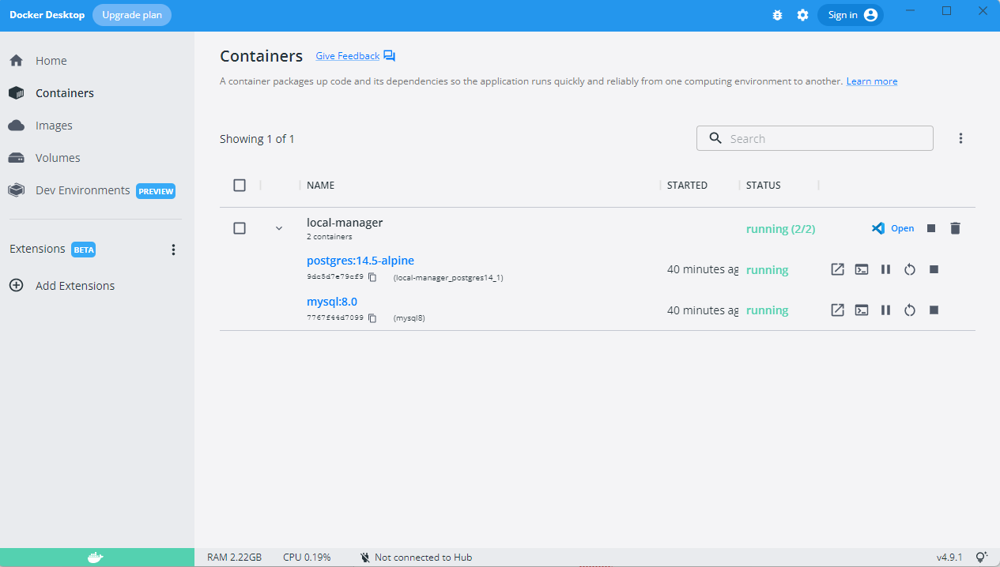 Docker Desktop Upgrade plan Sign in
Home
Containers
Images
Volumes
Dev Environments PREVIEW
Extensions BETA
Add Extensions
Containers Give Feedback
A container packages up code and its dependencies so the application runs quickly and reliably from one computing environment to another. Learn more
Showing 1 of 1 Search
NAME STARTED STATUS
local-manager running (2/2) Open
2 containers
postgres:14.5-alpine 40 minutes ag running
9dc5d7e79cf9 (local-manager_postgres14_1)
mysql:8.0 40 minutes ag running
7767f44d7099 (mysql8)
RAM 2.22GB CPU 0.19% Not connected to Hub v4.9.1